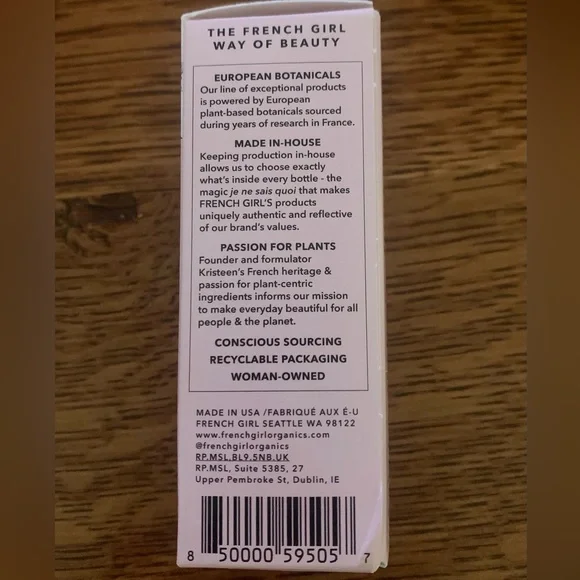 THE FRENCH GIRL
WAY OF BEAUTY
EUROPEAN BOTANICALS
Our line of exceptional products
is powered by European
plant-based botanicals sourced
during years of research in France.
MADE IN-HOUSE
Keeping production in-house
allows us to choose exactly
what's inside every bottle - the
magic je ne sais quoi that makes
FRENCH GIRL'S products
uniquely authentic and reflective
of our brand's values.
PASSION FOR PLANTS
Founder and formulator
Kristeen's French heritage &
passion for plant-centric
ingredients informs our mission
to make everyday beautiful for all
people & the planet.
CONSCIOUS SOURCING
RECYCLABLE PACKAGING
WOMAN-OWNED
MADE IN USA /FABRIQUÉ AUX É-U
FRENCH GIRL SEATTLE WA 98122
www.frenchgirlorganics.com
@frenchgirlorganics
RP.MSL.BL9.5NB.UK
RP.MSL, Suite 5385, 27
Upper Pembroke St, Dublin, IE
8 50000 59505 7